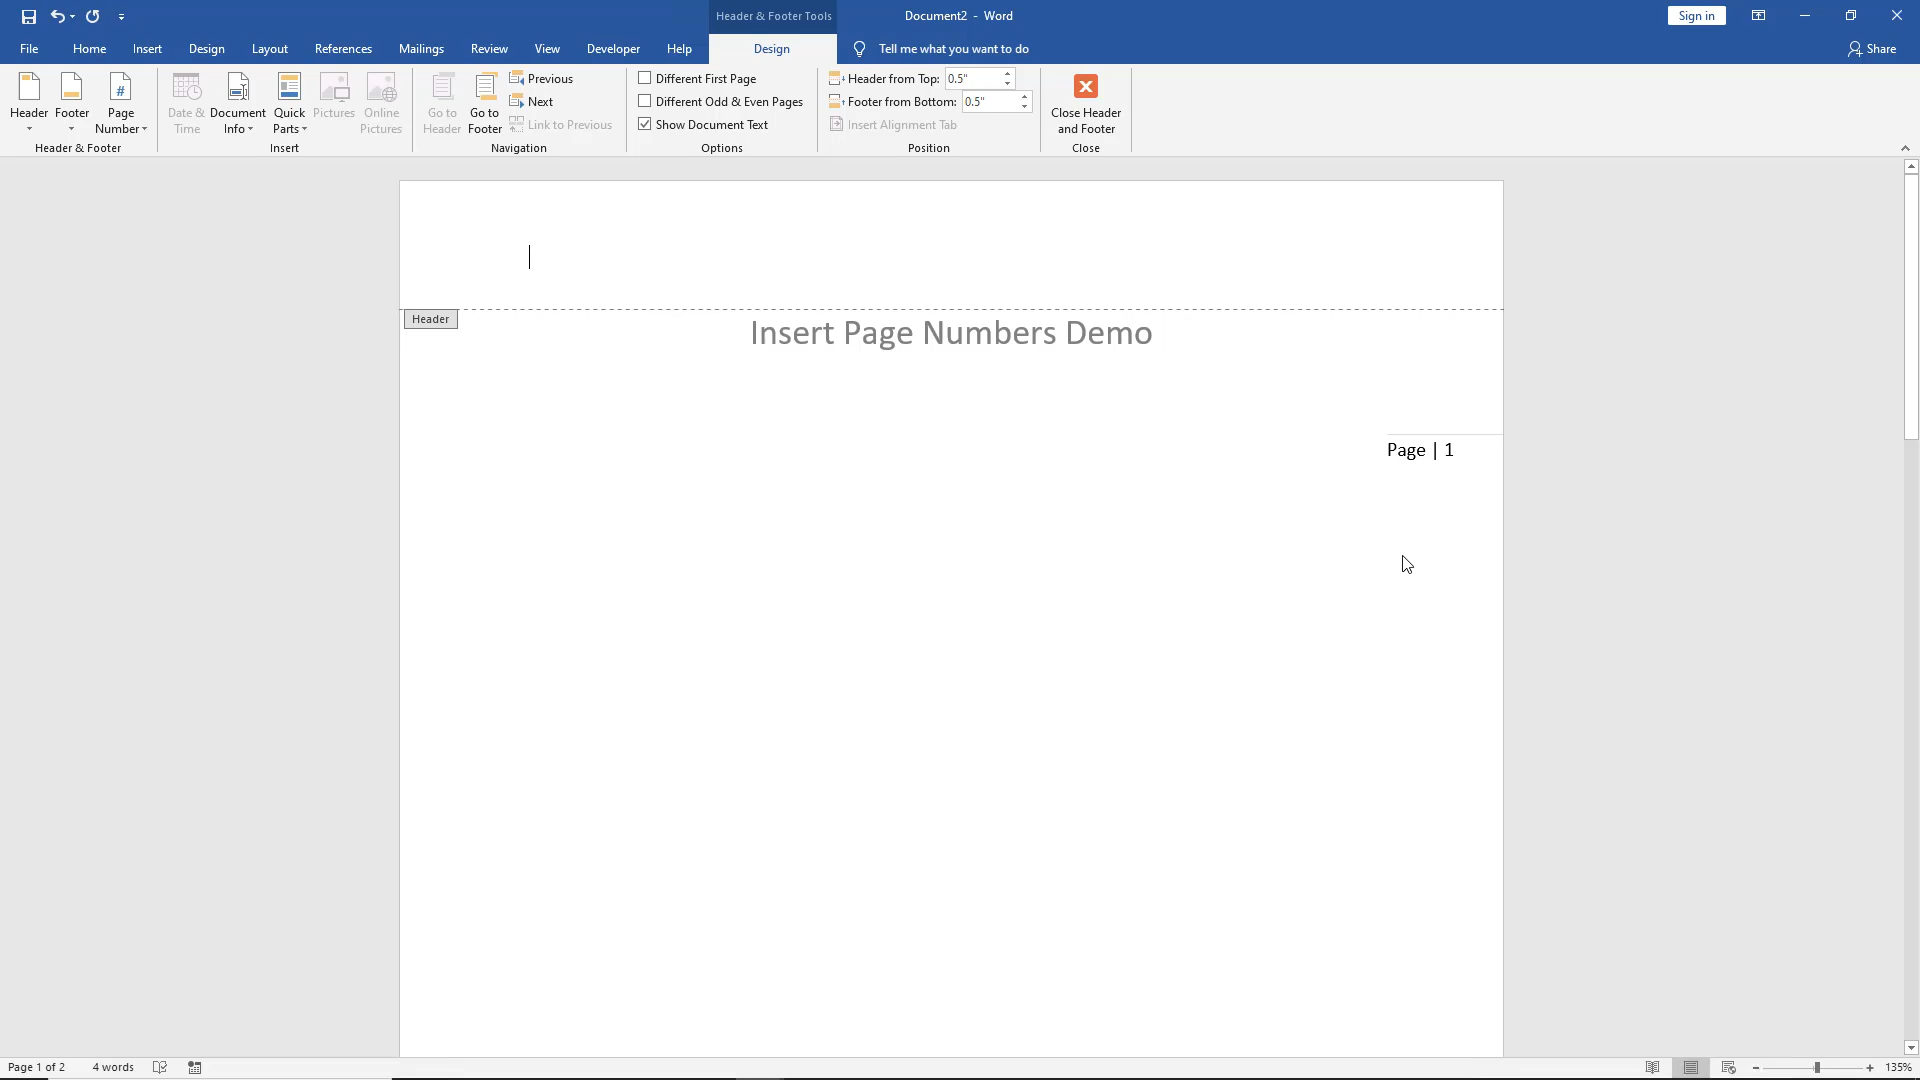 Header & Footer Tools
Document2 - Word
Sign in
File Home Insert Design Layout References Mailings Review View Developer Help Design Tell me what you want to do Share
Header
Footer
Page
Number
Header & Footer
Date &
Time
Document
Info
Quick
Parts
Pictures
Online
Pictures
Insert
Go to
Header
Go to
Footer
Previous
Next
Link to Previous
Navigation
Different First Page
Different Odd & Even Pages
Show Document Text
Options
Header from Top: 0.5"
Footer from Bottom: 0.5"
Insert Alignment Tab
Position
Close Header
and Footer
Close
Header
Insert Page Numbers Demo
Page | 1
Page 1 of 2 4 words
135%